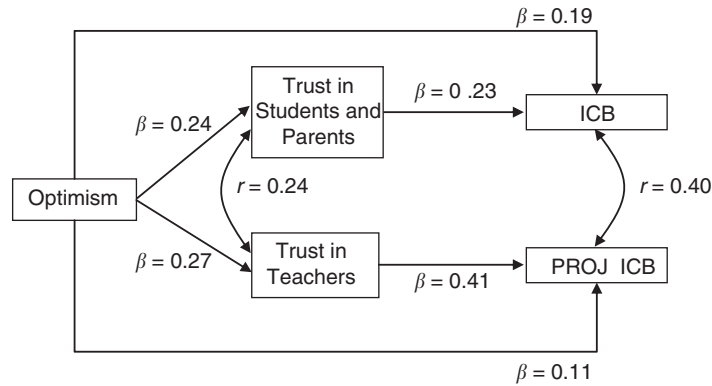 β = 0.19
Trust in
Students and
Parents
β = 0 .23
ICB
β = 0.24
Optimism
r = 0.24
r = 0.40
β = 0.27
Trust in
Teachers
β = 0.41
PROJ ICB
β = 0.11